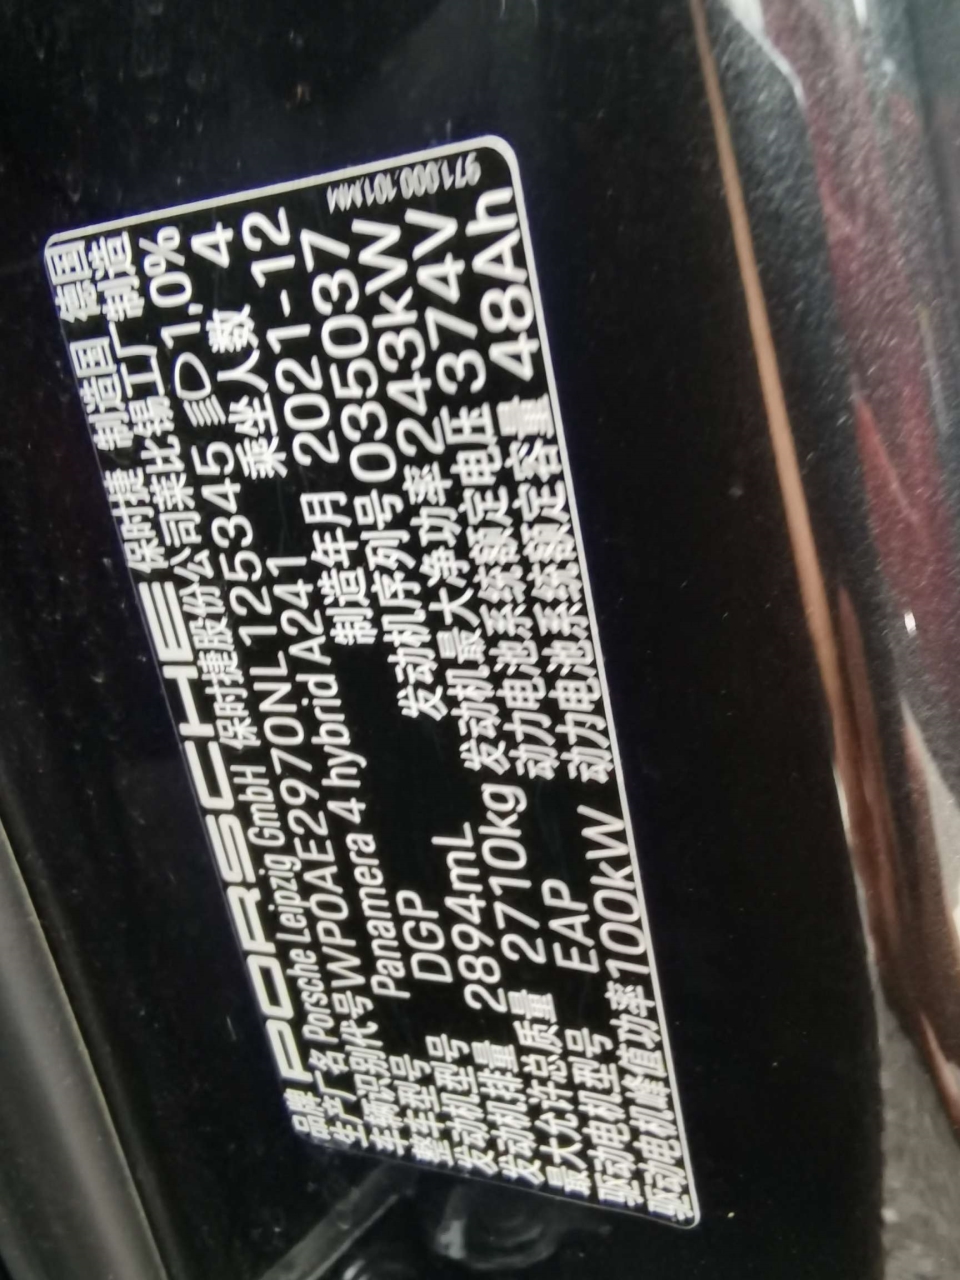 品牌 PORSCHE 保时捷 制造国 德国
生产厂名 Porsche Leipzig GmbH 保时捷股份公司莱比锡工厂制造
车辆识别代号 WP0AE2970NL125345 1,0%
整车型号 Panamera 4 hybrid A241 乘坐人数 4
发动机型号 DGP 制造年月 2021-12
发动机排量 2894mL 发动机序列号 035037
最大允许总质量 2710kg 发动机最大净功率 243kW
驱动电机型号 EAP 动力电池系统额定电压 374V
驱动电机峰值功率 100kW 动力电池系统额定容量 48Ah
971.000.101.MM